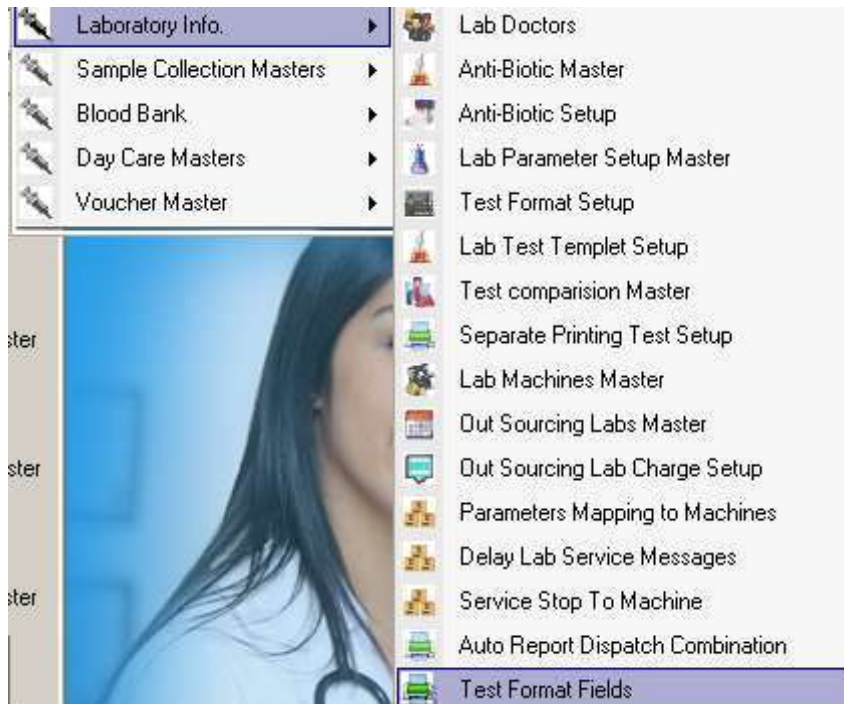 Laboratory Info.
Sample Collection Masters
Blood Bank
Day Care Masters
Voucher Master
ster
ster
ster
Lab Doctors
Anti-Biotic Master
Anti-Biotic Setup
Lab Parameter Setup Master
Test Format Setup
Lab Test Templet Setup
Test comparision Master
Separate Printing Test Setup
Lab Machines Master
Out Sourcing Labs Master
Out Sourcing Lab Charge Setup
Parameters Mapping to Machines
Delay Lab Service Messages
Service Stop To Machine
Auto Report Dispatch Combination
Test Format Fields